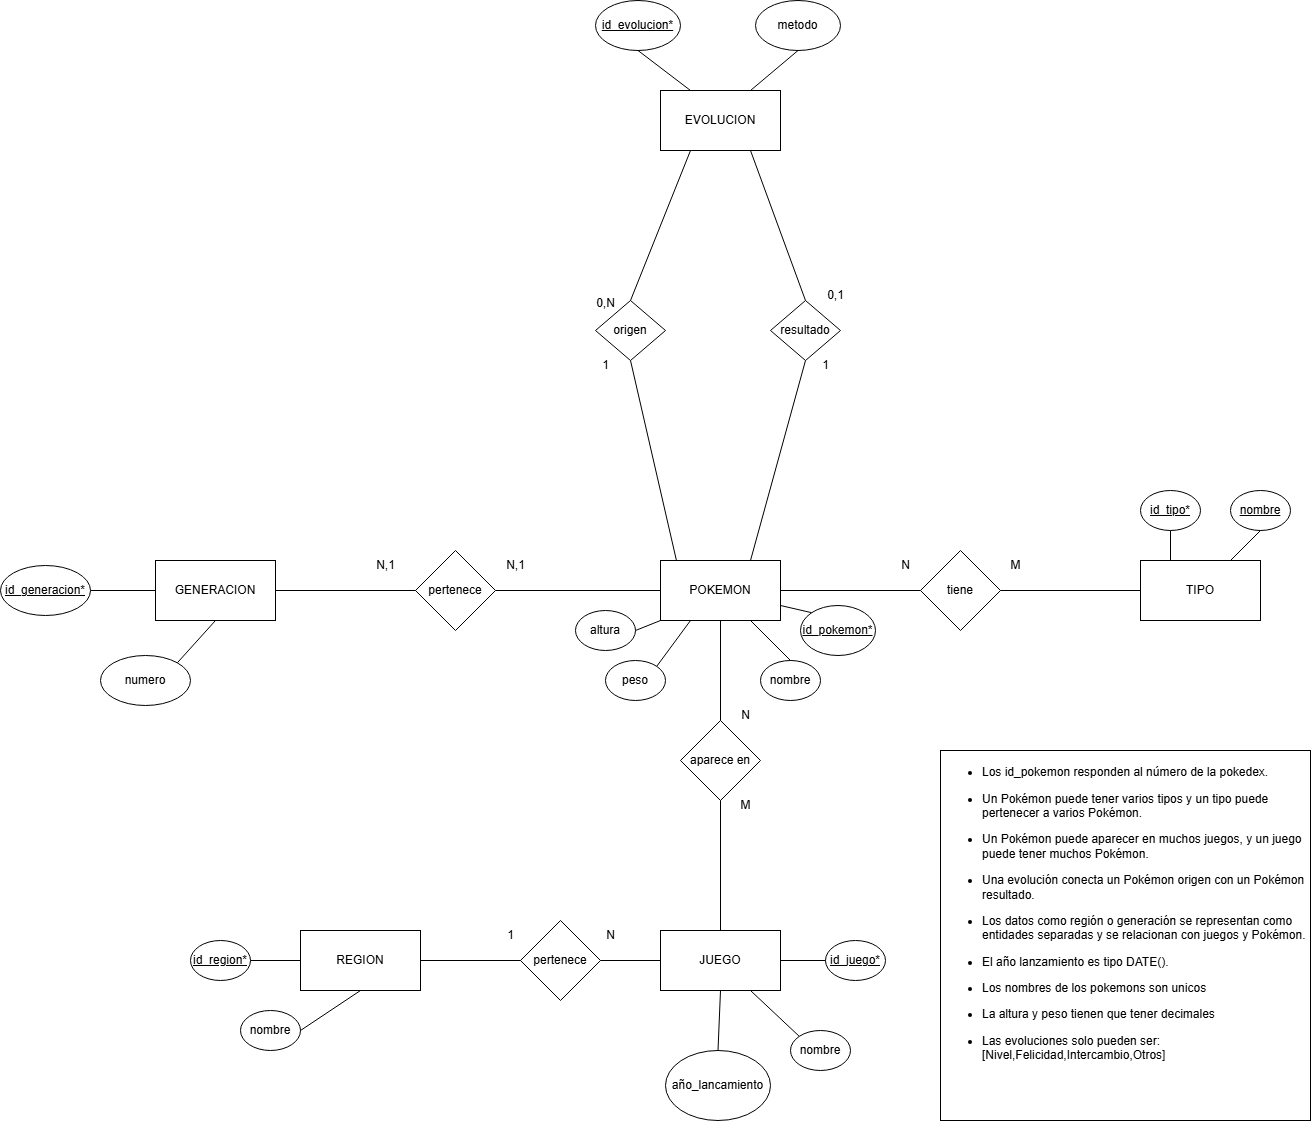 id_evolucion*
metodo
EVOLUCION
0,N
0,1
origen
resultado
1
1
id_tipo*
nombre
N,1
N,1
N
M
id_generacion*
GENERACION
pertenece
POKEMON
tiene
TIPO
altura
id_pokemon*
numero
peso
nombre
N
aparece en
M
Los id_pokemon responden al número de la pokedex.
Un Pokémon puede tener varios tipos y un tipo puede
pertenecer a varios Pokémon.
Un Pokémon puede aparecer en muchos juegos, y un juego
puede tener muchos Pokémon.
Una evolución conecta un Pokémon origen con un Pokémon
resultado.
Los datos como región o generación se representan como
entidades separadas y se relacionan con juegos y Pokémon.
El año lanzamiento es tipo DATE().
Los nombres de los pokemons son unicos
La altura y peso tienen que tener decimales
Las evoluciones solo pueden ser:
[Nivel,Felicidad,Intercambio,Otros]
1
N
id_region*
REGION
pertenece
JUEGO
id_juego*
nombre
nombre
año_lancamiento